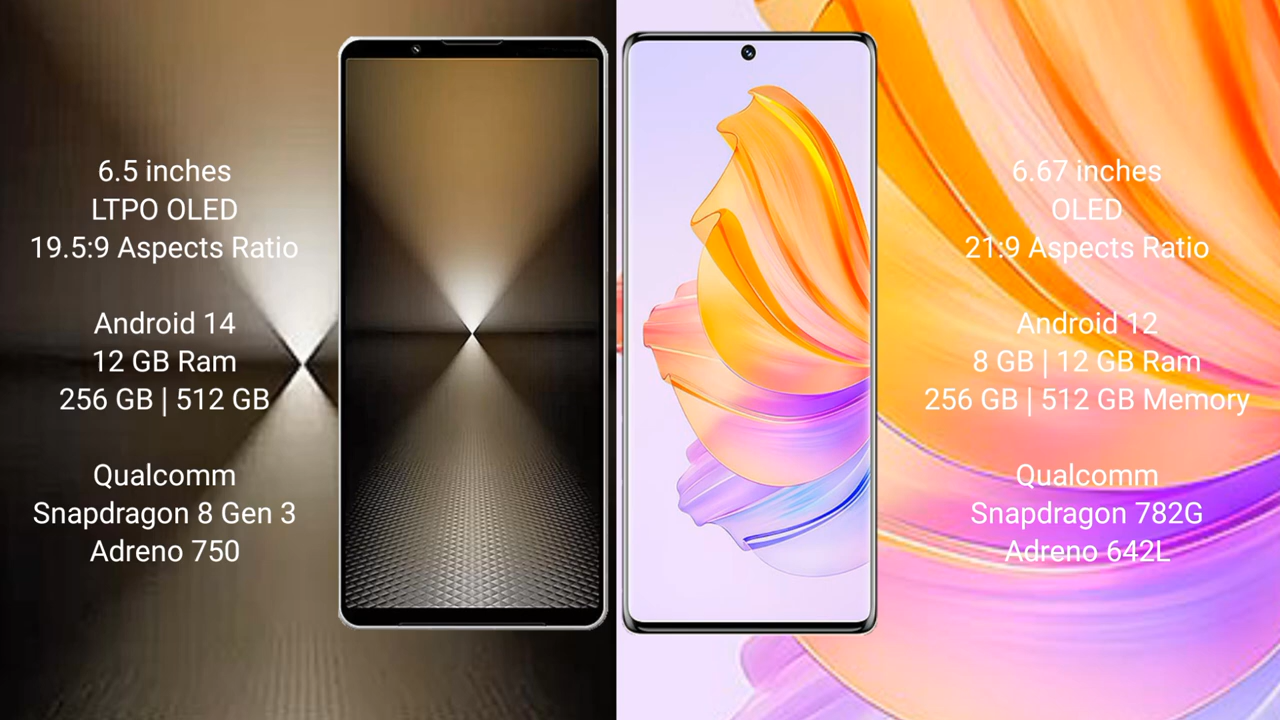 6.5 inches
LTPO OLED
19.5:9 Aspects Ratio
Android 14
12 GB Ram
256 GB | 512 GB
Qualcomm
Snapdragon 8 Gen 3
Adreno 750
6.67 inches
OLED
21:9 Aspects Ratio
Android 12
8 GB | 12 GB Ram
256 GB | 512 GB Memory
Qualcomm
Snapdragon 782G
Adreno 642L